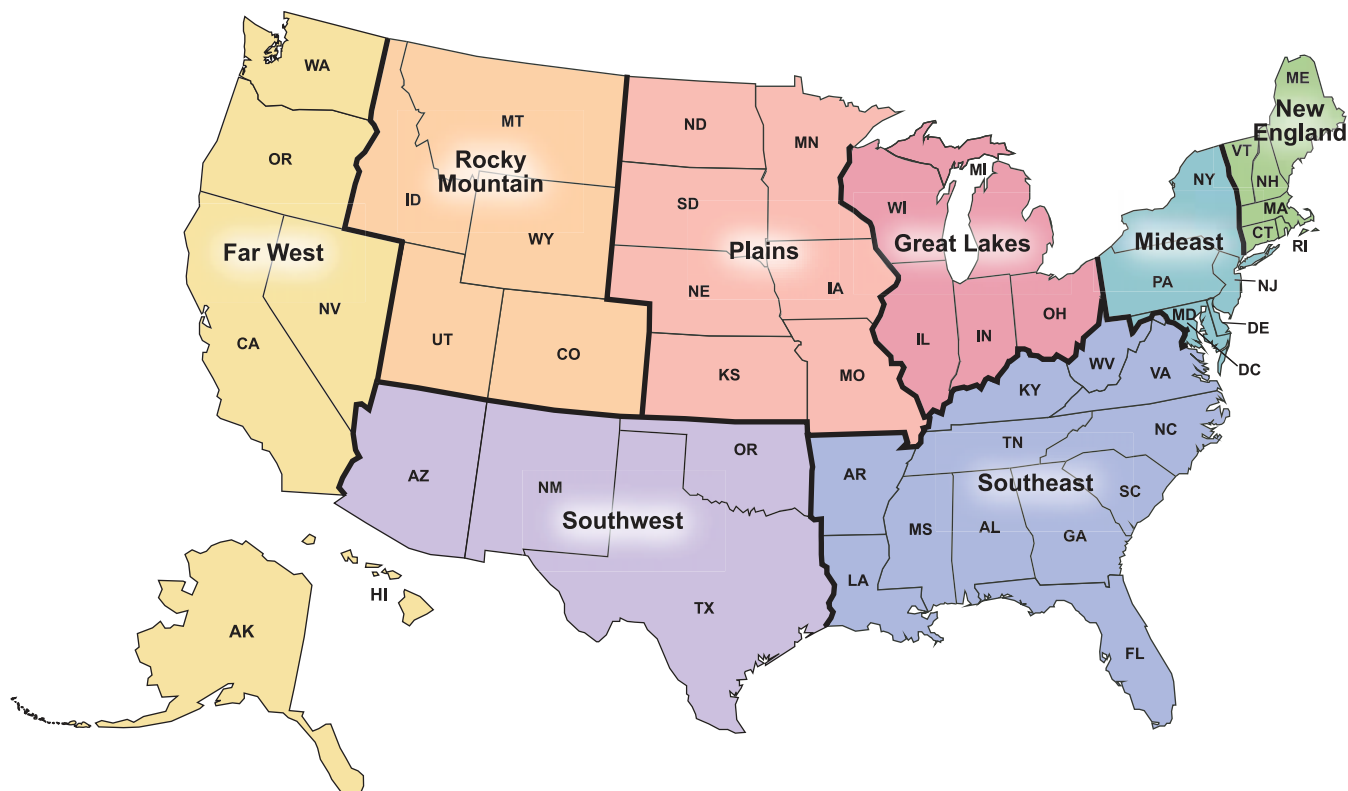 WA
OR
CA
NV
Far West
AK
HI
MT
ID
WY
UT
CO
Rocky
Mountain
ND
SD
NE
KS
MN
IA
MO
Plains
WI
MI
IL
IN
OH
Great Lakes
NY
PA
NJ
MD
DE
DC
Mideast
ME
VT
NH
MA
CT
RI
New
England
AZ
NM
OR
TX
Southwest
AR
LA
MS
AL
GA
FL
SC
NC
TN
KY
WV
VA
Southeast